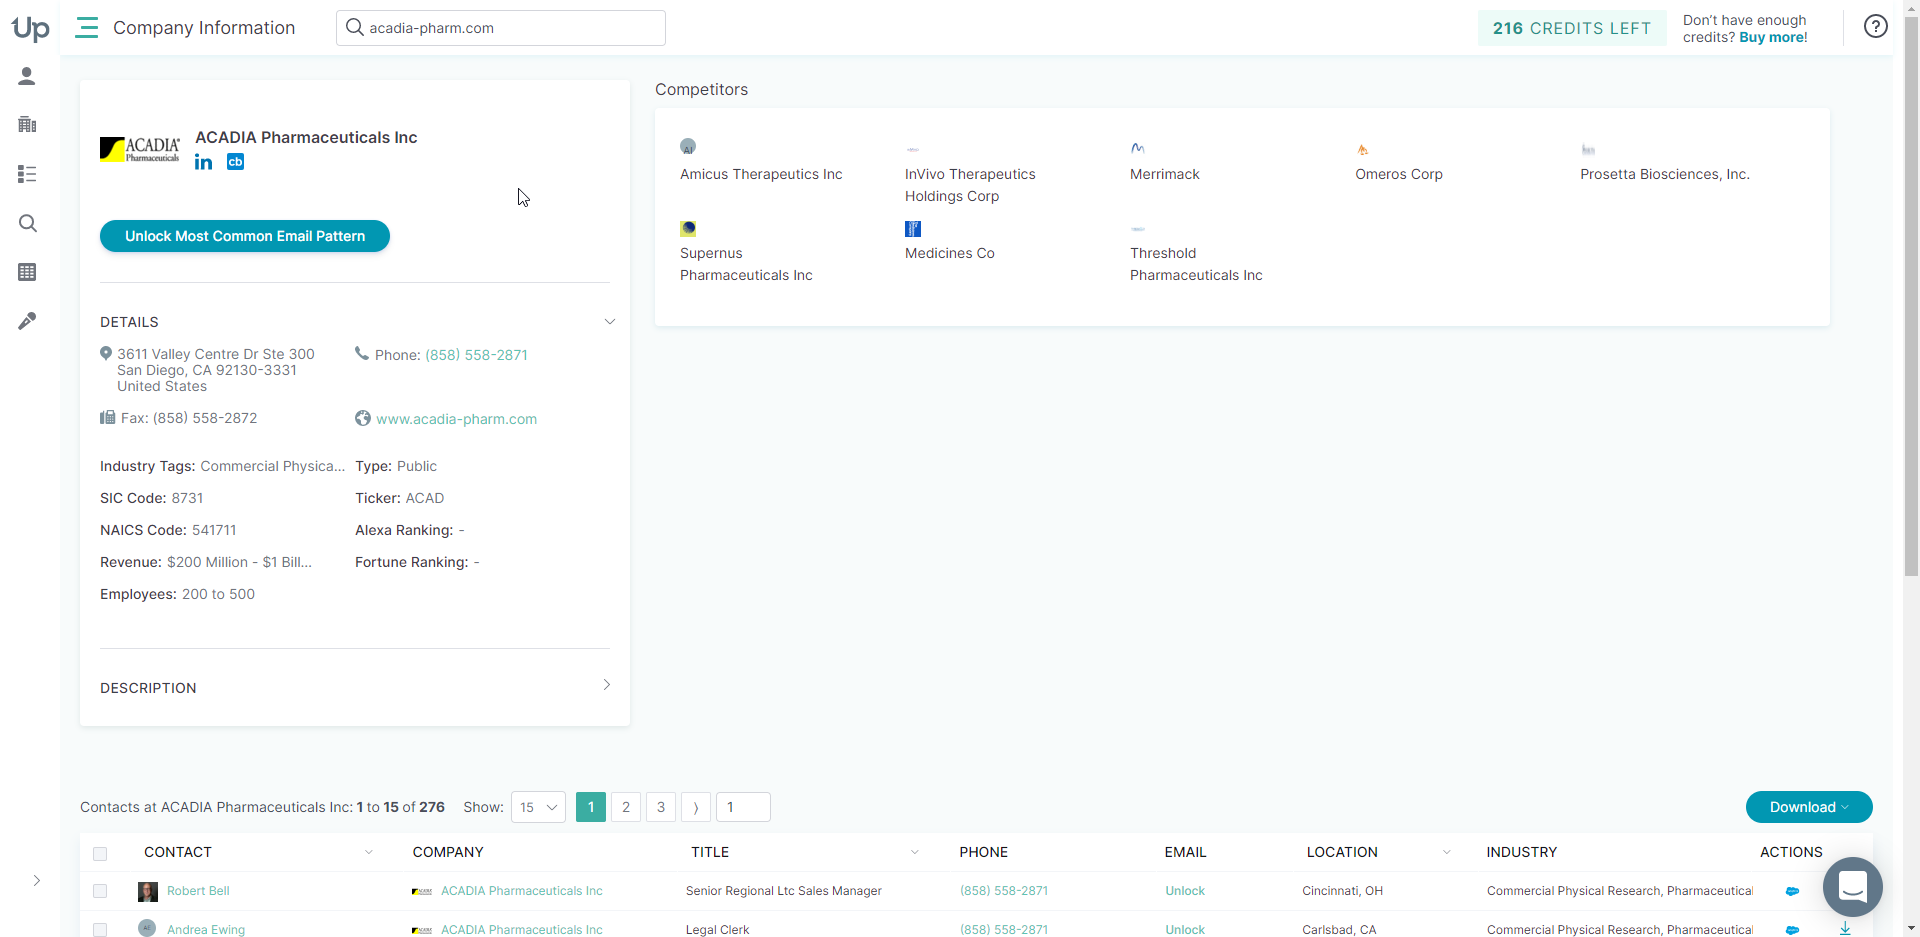 Up
Company Information
acadia-pharm.com
216 CREDITS LEFT
Don't have enough
credits? Buy more!
?
ACADIA
Pharmaceuticals
ACADIA Pharmaceuticals Inc
in
cb
Unlock Most Common Email Pattern
DETAILS
3611 Valley Centre Dr Ste 300
San Diego, CA 92130-3331
United States
Phone: (858) 558-2871
Fax: (858) 558-2872
www.acadia-pharm.com
Industry Tags: Commercial Physica...
Type: Public
SIC Code: 8731
Ticker: ACAD
NAICS Code: 541711
Alexa Ranking: -
Revenue: $200 Million - $1 Bill...
Fortune Ranking: -
Employees: 200 to 500
DESCRIPTION
Competitors
AI
Amicus Therapeutics Inc
InVivo Therapeutics
Holdings Corp
Merrimack
Omeros Corp
Prosetta Biosciences, Inc.
Supernus
Pharmaceuticals Inc
Medicines Co
Threshold
Pharmaceuticals Inc
Contacts at ACADIA Pharmaceuticals Inc: 1 to 15 of 276 Show: 15 1 2 3 1
Download
CONTACT COMPANY TITLE PHONE EMAIL LOCATION INDUSTRY ACTIONS
Robert Bell ACADIA Pharmaceuticals Inc Senior Regional Ltc Sales Manager (858) 558-2871 Unlock Cincinnati, OH Commercial Physical Research, Pharmaceutical
AE Andrea Ewing ACADIA Pharmaceuticals Inc Legal Clerk (858) 558-2871 Unlock Carlsbad, CA Commercial Physical Research, Pharmaceutical